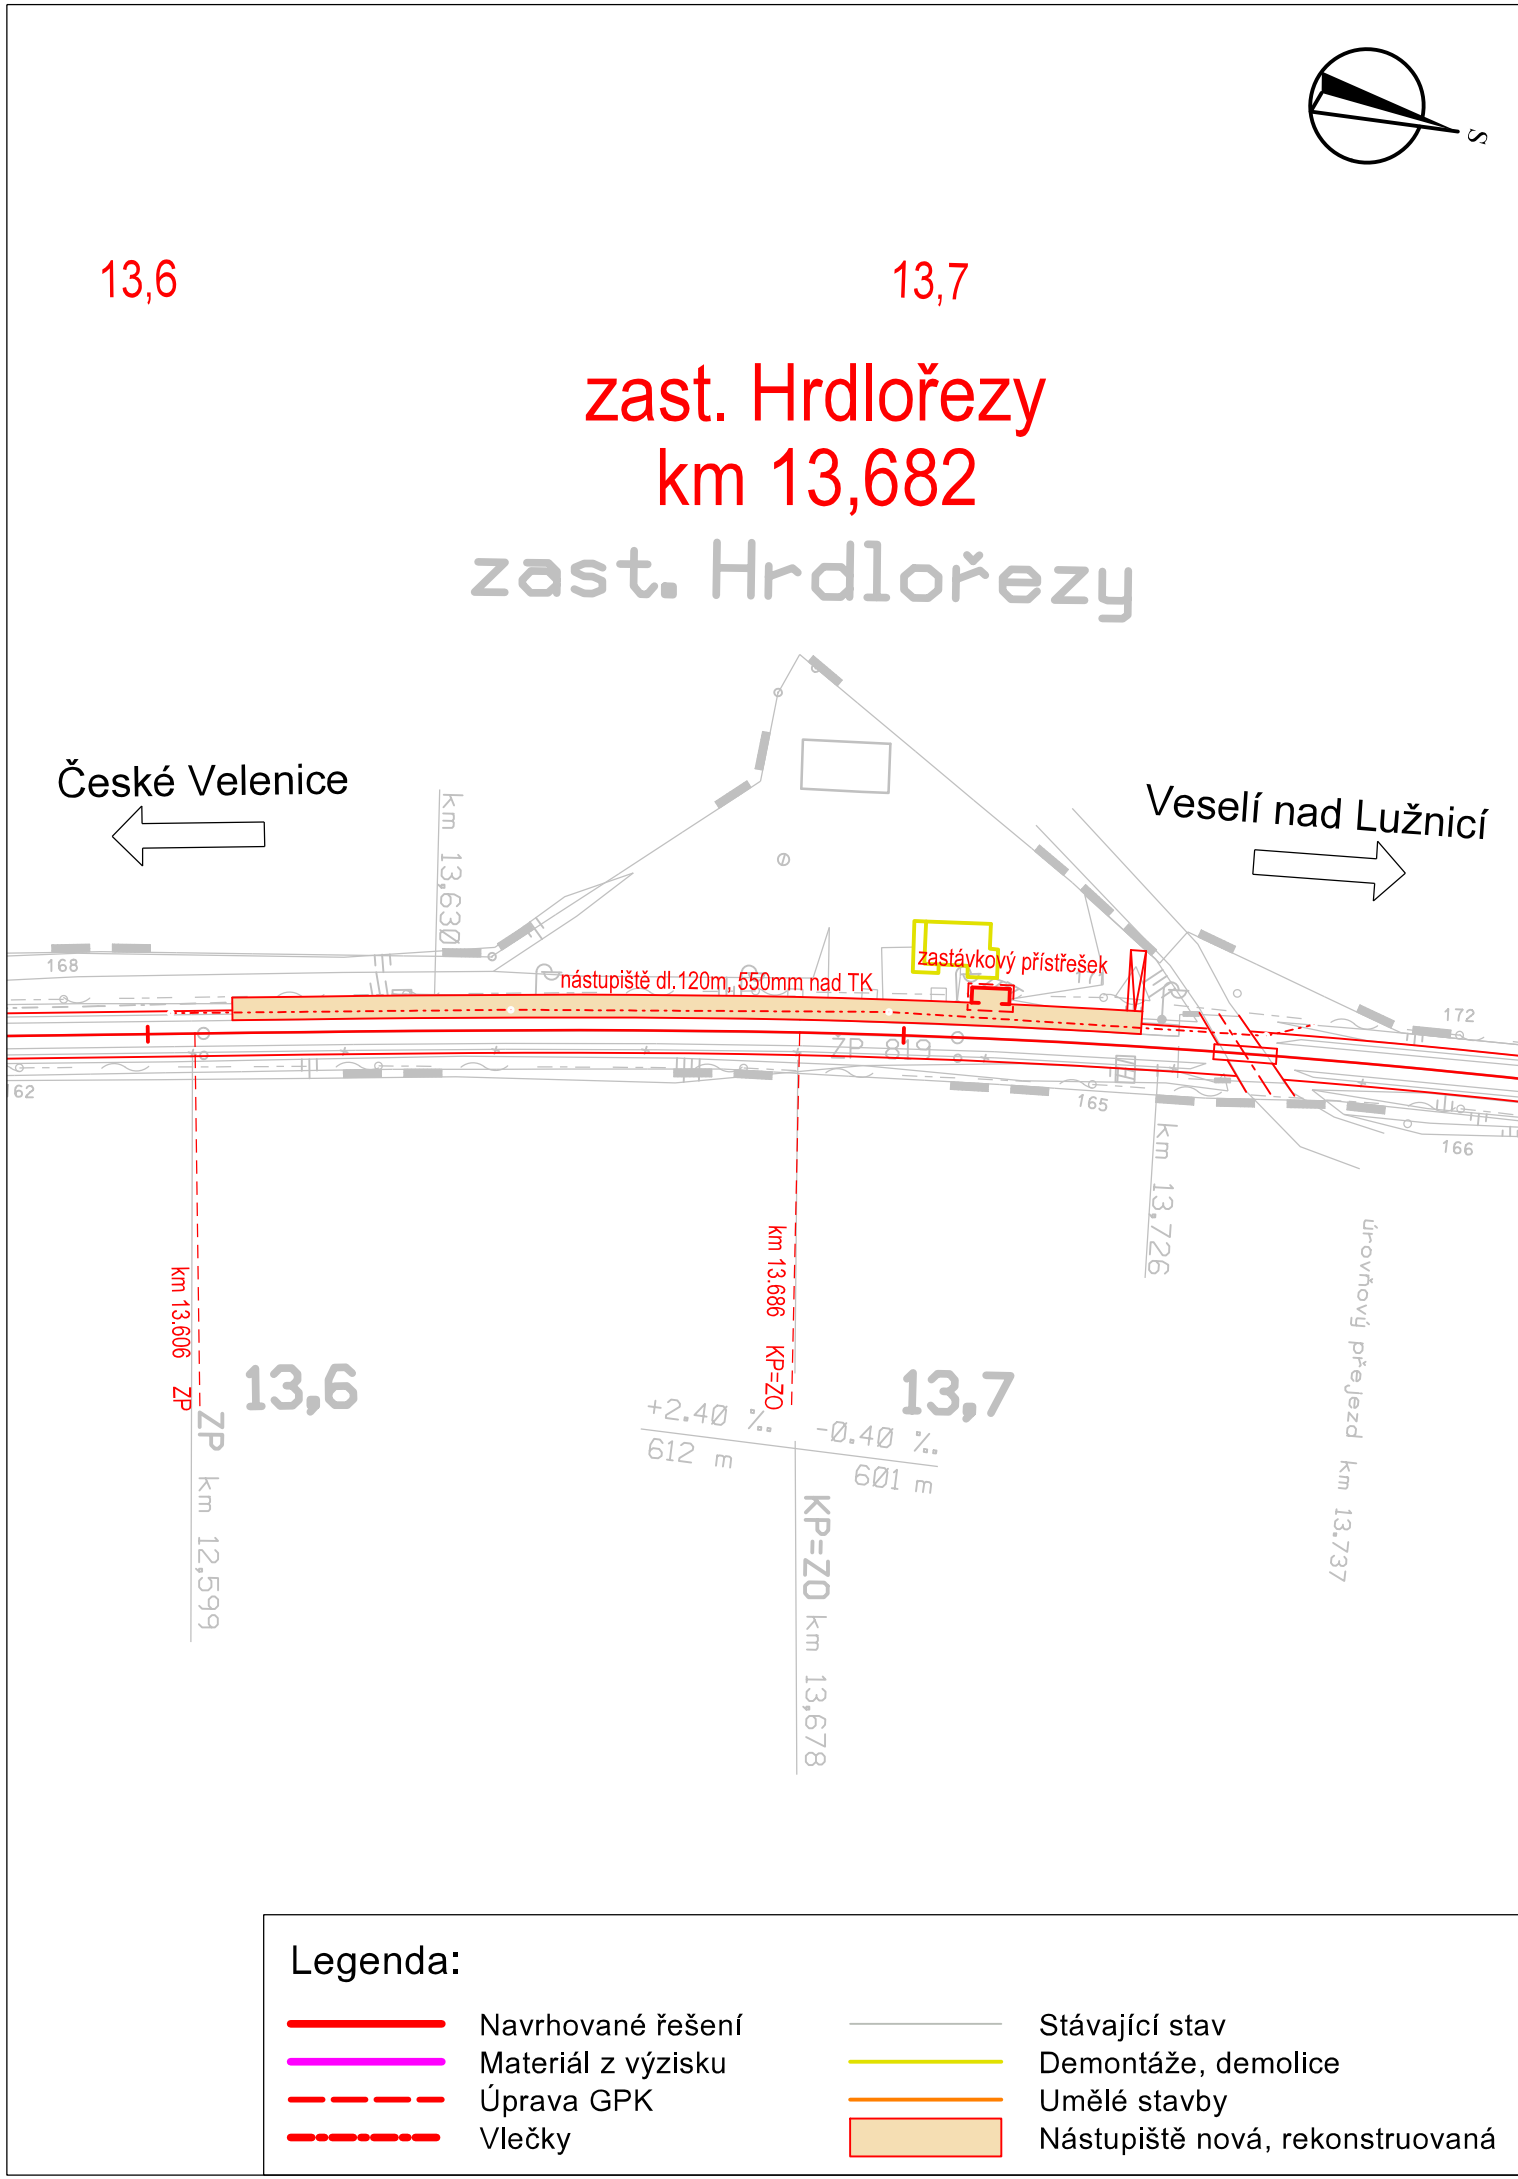 S
13,6
13,7
zast. Hrdlořezy
km 13,682
zast. Hrdlořezy
České Velenice
Veselí nad Lužnicí
km 13,630
zastávkový přístřešek
nástupiště dl.120m, 550mm nad TK
168
172
ZP 819
162
165
166
km 13,726
úrovňový přejezd km 13.737
km 13.606 ZP
km 13.686 KP=ZO
13,6
13,7
+2.40 ‰ -0.40 ‰
612 m 601 m
ZP km 12,599
KP=ZO km 13,678
Legenda:
Navrhované řešení
Materiál z výzisku
Úprava GPK
Vlečky
Stávající stav
Demontáže, demolice
Umělé stavby
Nástupiště nová, rekonstruovaná